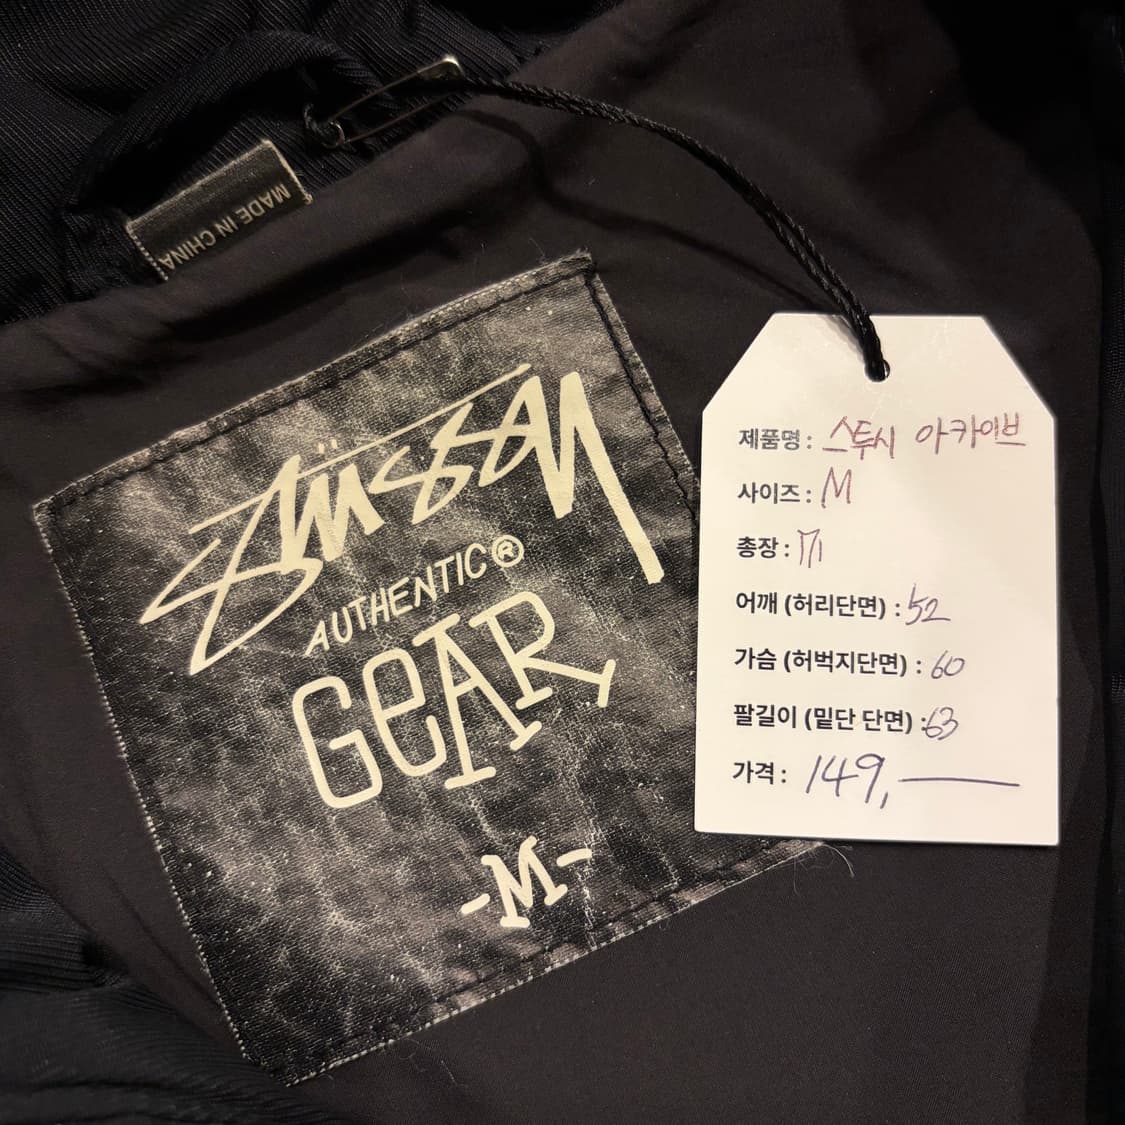 MADE IN CHINA
Stüssy
AUTHENTIC®
GEAR
-M-
제품명 : 스투시 아카이브
사이즈 : M
총장 : 71
어깨 (허리단면) : 52
가슴 (허벅지단면) : 60
팔길이 (밑단 단면) : 63
가격 : 149,—